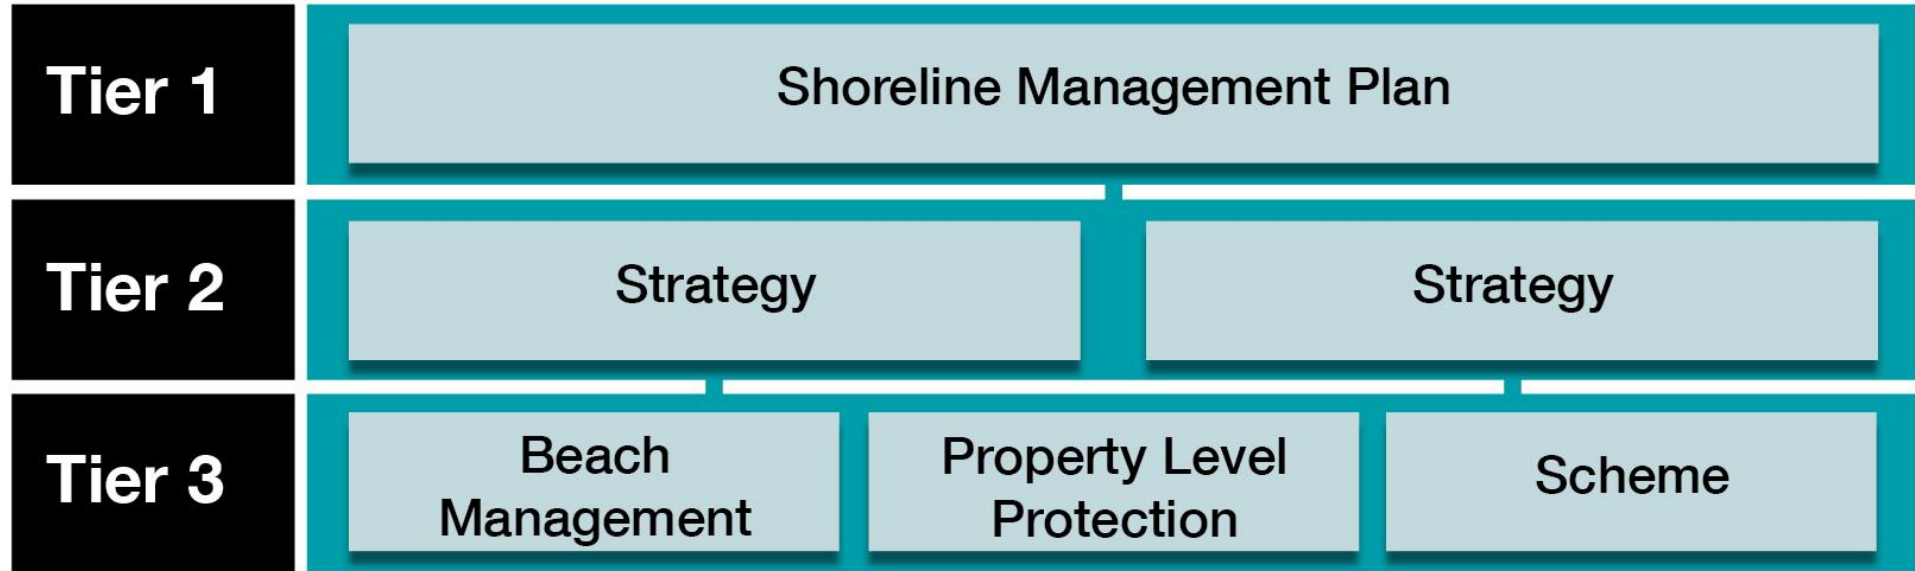 Tier 1
Shoreline Management Plan
Tier 2
Strategy
Strategy
Tier 3
Beach
Management
Property Level
Protection
Scheme